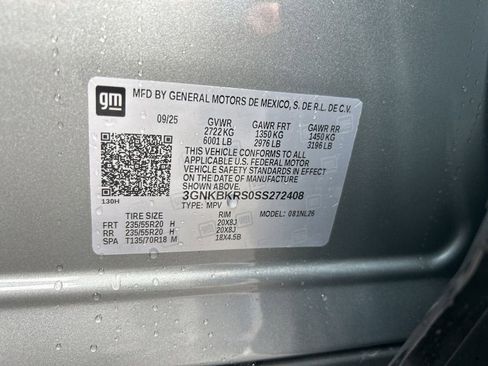 gm
MFD BY GENERAL MOTORS DE MEXICO, S. DE R.L. DE C.V.
09/25 GVWR GAWR FRT GAWR RR
2722 KG 1350 KG 1450 KG
6001 LB 2976 LB 3196 LB
THIS VEHICLE CONFORMS TO ALL
APPLICABLE U.S. FEDERAL MOTOR
VEHICLE SAFETY STANDARDS IN
EFFECT ON THE DATE OF
MANUFACTURE SHOWN ABOVE.
3GNKBKRS0SS272408
130H TYPE: MPV MODEL: 081NL26
TIRE SIZE RIM
FRT 235/55R20 H 20X8J
RR 235/55R20 H 20X8J
SPA T135/70R18 M 18X4.5B